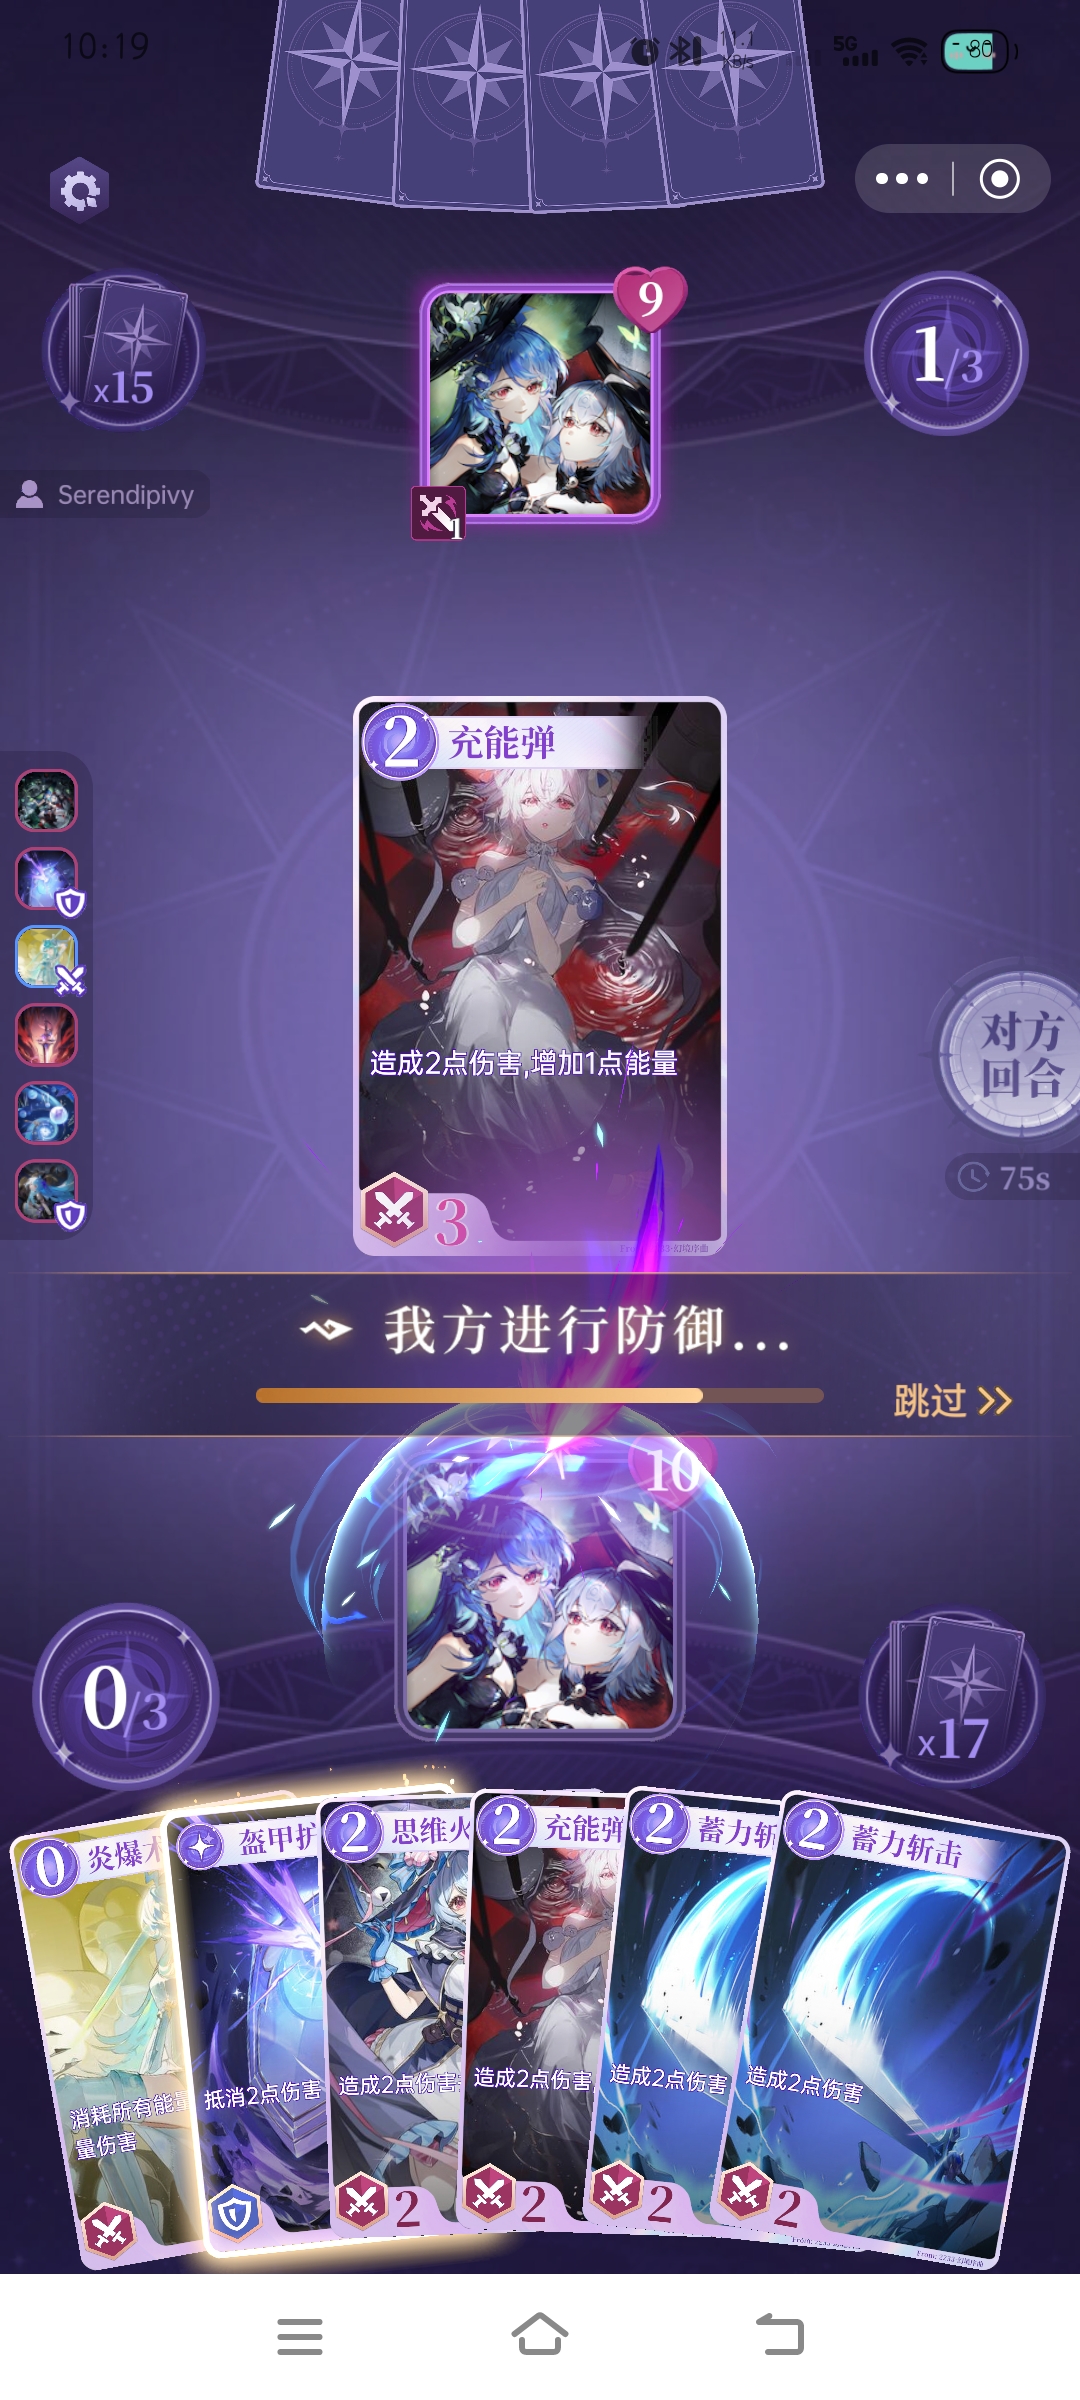 10:19
5G
80
x15
9
1/3
Serendipivy
1
2 充能弹
造成2点伤害,增加1点能量
3
对方
回合
75s
我方进行防御...
跳过
10
0/3
x17
0 炎爆术
消耗所有能量
量伤害
盔甲护
抵消2点伤害
2 思维火
造成2点伤害
2
2 充能弹
造成2点伤害
2
2 蓄力斩
造成2点伤害
2
2 蓄力斩击
造成2点伤害
2